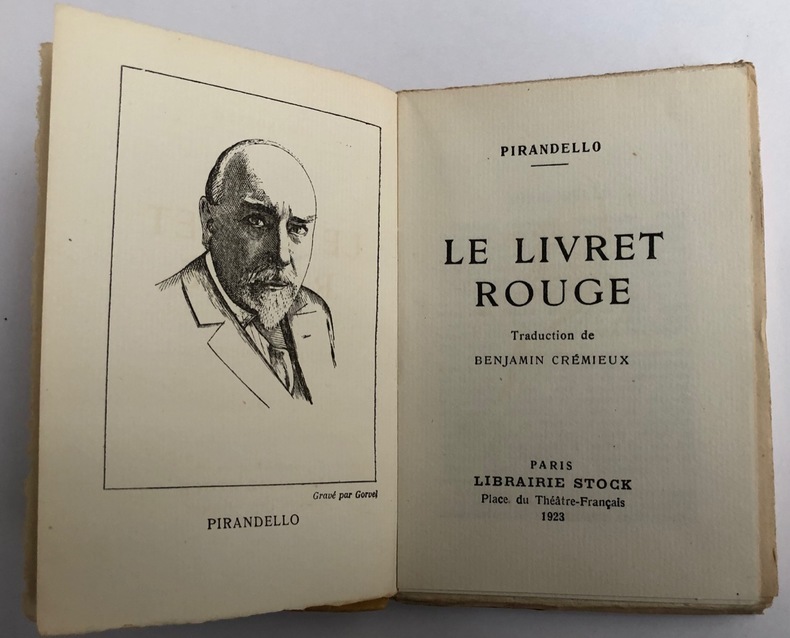 Gravé par Gorvel
PIRANDELLO
PIRANDELLO
LE LIVRET
ROUGE
Traduction de
BENJAMIN CRÉMIEUX
PARIS
LIBRAIRIE STOCK
Place du Théâtre-Français
1923